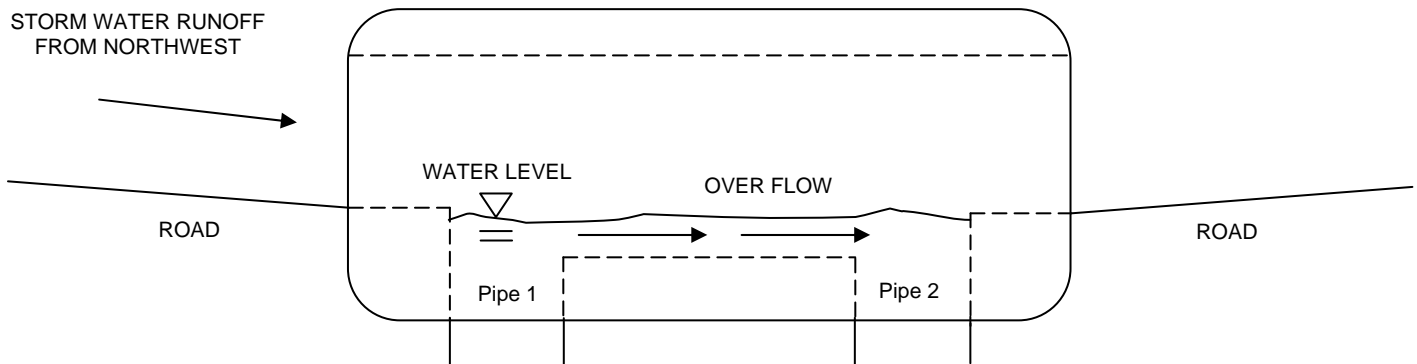 STORM WATER RUNOFF
FROM NORTHWEST
WATER LEVEL
OVER FLOW
ROAD
ROAD
Pipe 1
Pipe 2